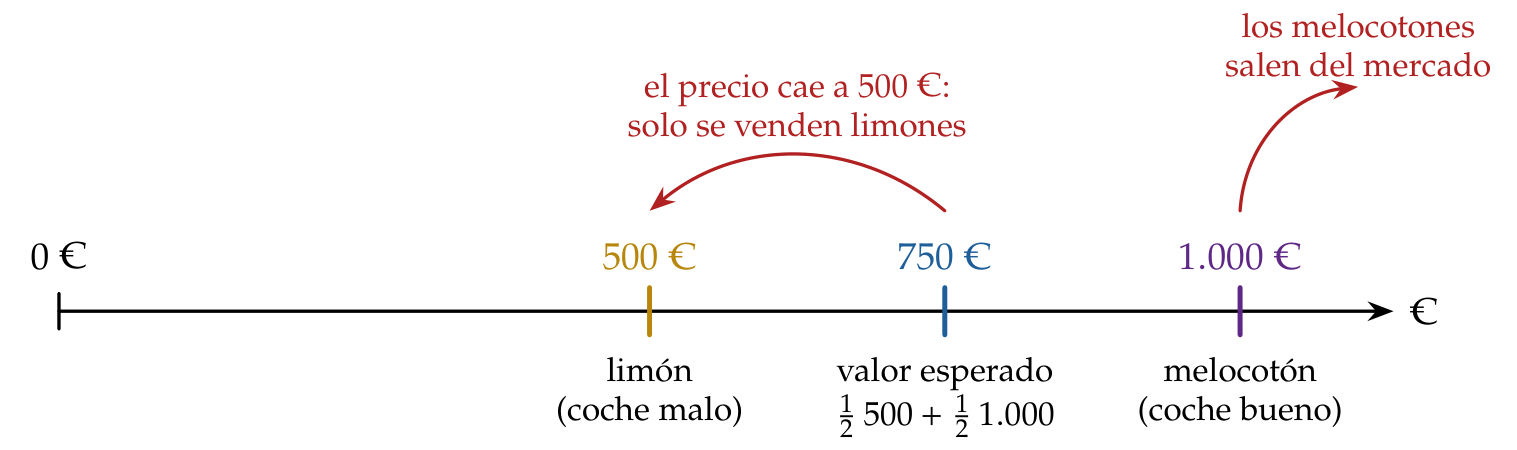 los melocotones
salen del mercado
el precio cae a 500 €:
solo se venden limones
0 €
500 €
750 €
1.000 €
€
limón
(coche malo)
valor esperado
1/2 500 + 1/2 1.000
melocotón
(coche bueno)